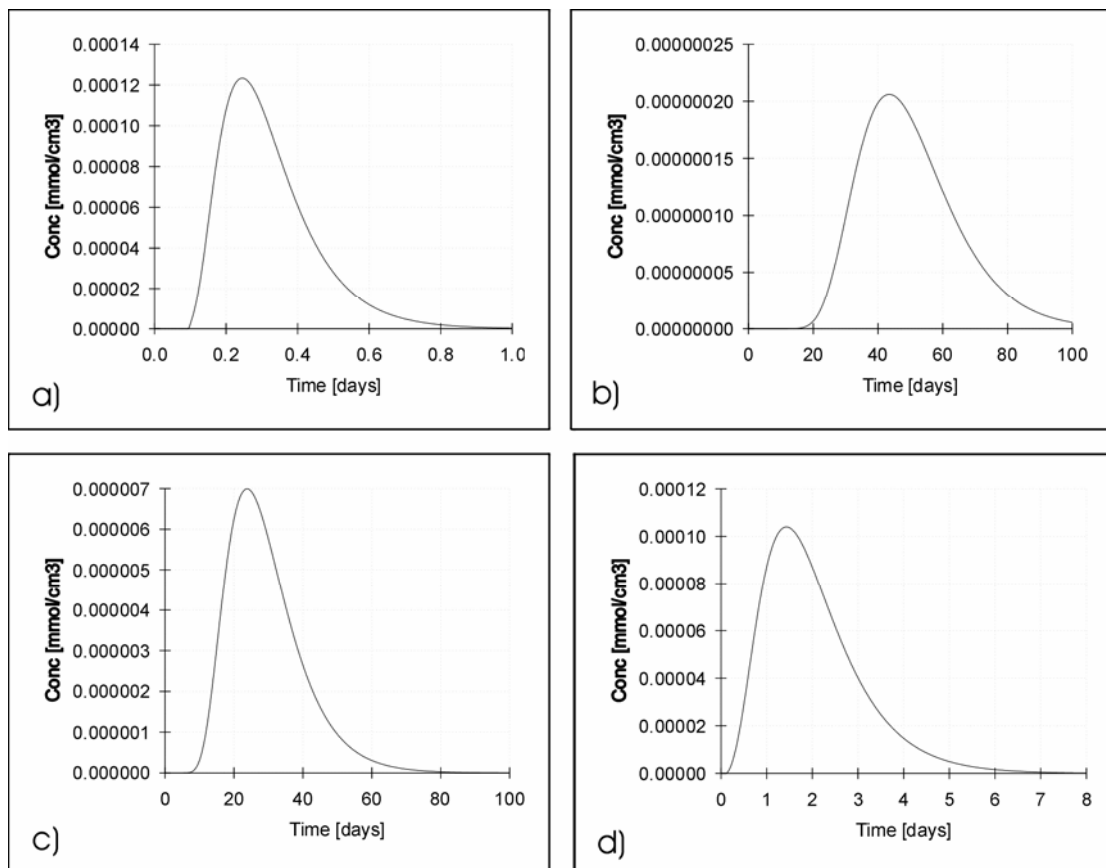 0.00014
0.00012
0.00010
0.00008
0.00006
0.00004
0.00002
0.00000
Conc [mmol/cm3]
0.0 0.2 0.4 0.6 0.8 1.0
Time [days]
a)
0.00000025
0.00000020
0.00000015
0.00000010
0.00000005
0.00000000
Conc [mmol/cm3]
0 20 40 60 80 100
Time [days]
b)
0.000007
0.000006
0.000005
0.000004
0.000003
0.000002
0.000001
0.000000
Conc [mmol/cm3]
0 20 40 60 80 100
Time [days]
c)
0.00012
0.00010
0.00008
0.00006
0.00004
0.00002
0.00000
Conc [mmol/cm3]
0 1 2 3 4 5 6 7 8
Time [days]
d)